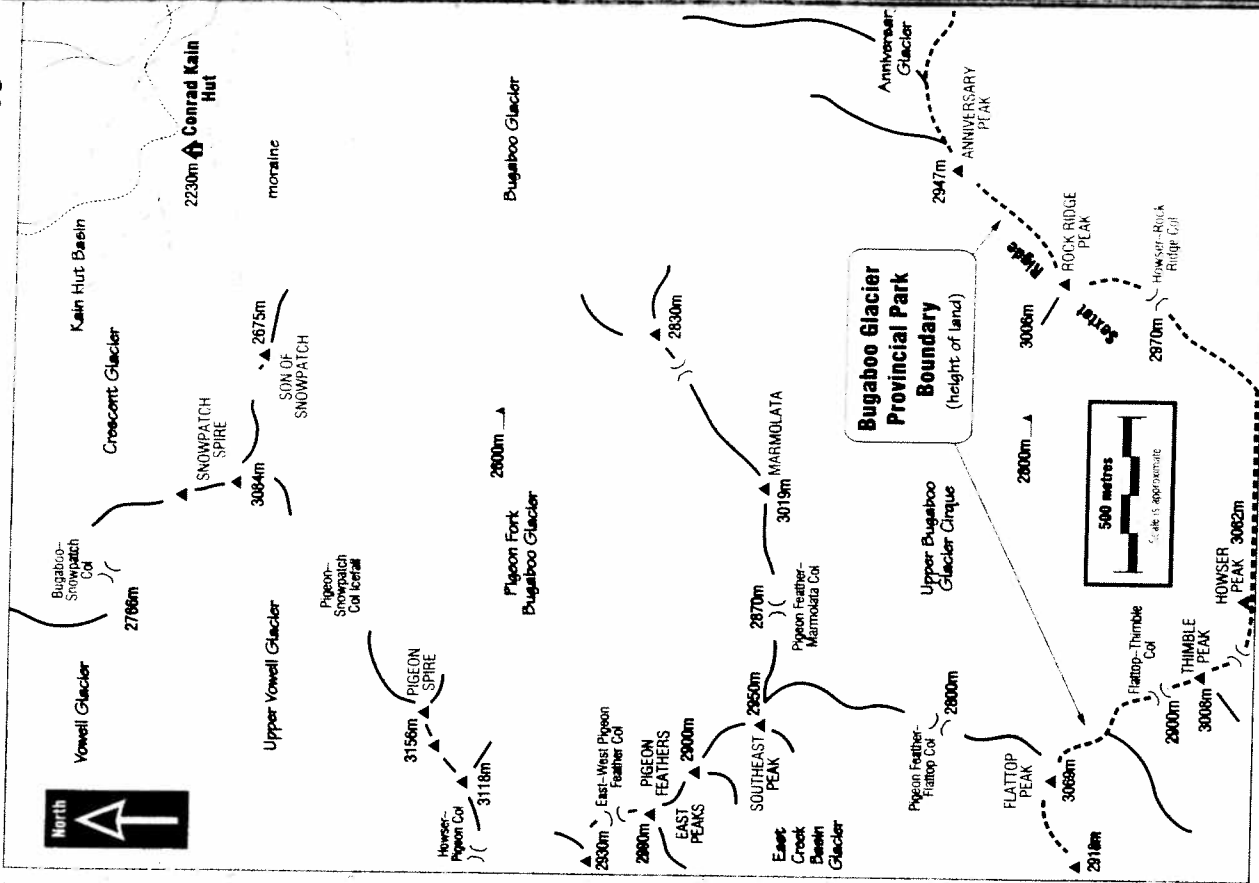 North
Vowell Glacier
2766m
Bugaboo–
Snowpatch
Col
Crescent Glacier
Kain Hut Basin
2230m
Conrad Kain
Hut
Upper Vowell Glacier
SNOWPATCH
SPIRE
3084m
2675m
SON OF
SNOWPATCH
moraine
Pigeon–
Snowpatch
Col Icefall
3156m
PIGEON
SPIRE
Howser–
Pigeon Col
3118m
Pigeon Fork
Bugaboo Glacier
2600m
Bugaboo Glacier
2930m
East–West Pigeon
Feather Col
2960m
PIGEON
FEATHERS
EAST
PEAKS
2900m
2830m
SOUTHEAST
PEAK
2950m
2870m
Pigeon Feather–
Marmolata Col
3019m
MARMOLATA
East
Creek
Basin
Glacier
Anniversary
Glacier
Bugaboo Glacier
Provincial Park
Boundary
(height of land)
Pigeon Feather–
Flattop Col
2800m
Upper Bugaboo
Glacier Cirque
2947m
ANNIVERSARY
PEAK
FLATTOP
PEAK
3069m
2800m
3006m
Sextet
Rigde
ROCK RIDGE
PEAK
2918m
500 metres
Scale is approximate
Flattop–Thimble
Col
2900m
2970m
Howser–Rock
Ridge Col
3008m
THIMBLE
PEAK
HOWSER
PEAK 3082m